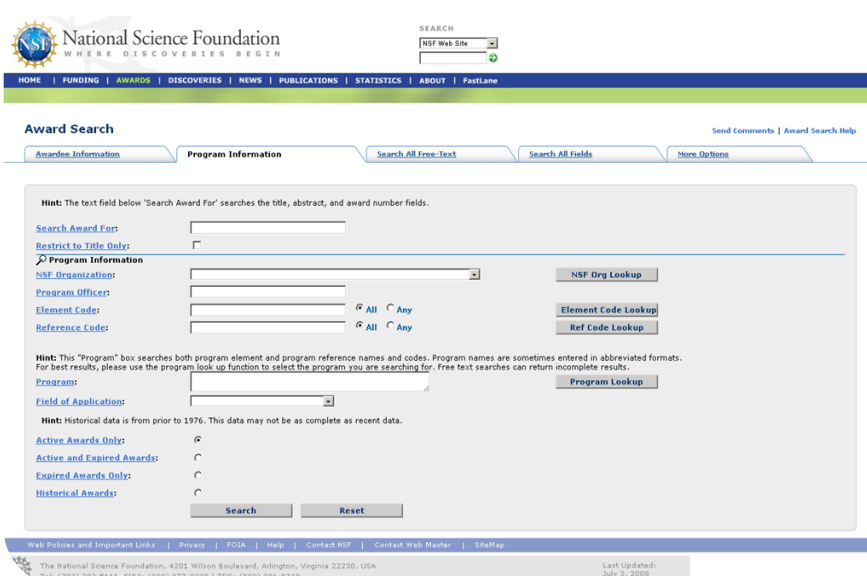 SEARCH
NSF
National Science Foundation
WHERE DISCOVERIES BEGIN
NSF Web Site
HOME | FUNDING | AWARDS | DISCOVERIES | NEWS | PUBLICATIONS | STATISTICS | ABOUT | FastLane
Award Search
Send Comments | Award Search Help
Awardee Information Program Information Search All Free-Text Search All Fields More Options
Hint: The text field below 'Search Award For' searches the title, abstract, and award number fields.
Search Award For:
Restrict to Title Only:
Program Information
NSF Organization: NSF Org Lookup
Program Officer:
Element Code: All Any Element Code Lookup
Reference Code: All Any Ref Code Lookup
Hint: This "Program" box searches both program element and program reference names and codes. Program names are sometimes entered in abbreviated formats.
For best results, please use the program look up function to select the program you are searching for. Free text searches can return incomplete results.
Program: Program Lookup
Field of Application:
Hint: Historical data is from prior to 1976. This data may not be as complete as recent data.
Active Awards Only:
Active and Expired Awards:
Expired Awards Only:
Historical Awards:
Search Reset
Web Policies and Important Links | Privacy | FOIA | Help | Contact NSF | Contact Web Master | SiteMap
The National Science Foundation, 4201 Wilson Boulevard, Arlington, Virginia 22230, USA
Last Updated:
July 3, 2008